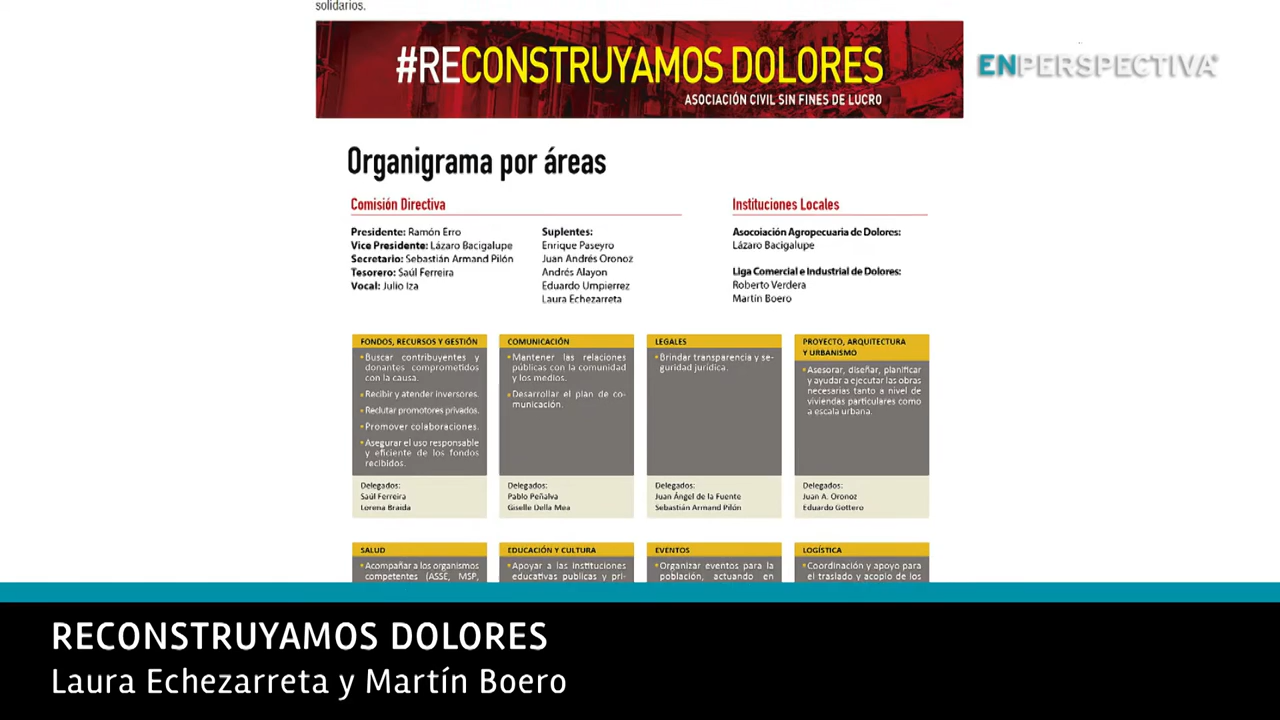 solidarios.
#RECONSTRUYAMOS DOLORES
ASOCIACIÓN CIVIL SIN FINES DE LUCRO
ENPERSPECTIVA
Organigrama por áreas
Comisión Directiva
Presidente: Ramón Erro
Vice Presidente: Lázaro Bacigalupe
Secretario: Sebastián Armand Pilón
Tesorero: Saúl Ferreira
Vocal: Julio Iza
Suplentes:
Enrique Paseyro
Juan Andrés Oronoz
Andrés Alayon
Eduardo Umpierrez
Laura Echezarreta
Instituciones Locales
Asocoiación Agropecuaria de Dolores:
Lázaro Bacigalupe
Liga Comercial e Industrial de Dolores:
Roberto Verdera
Martín Boero
FONDOS, RECURSOS Y GESTIÓN
•Buscar contribuyentes y
donantes comprometidos
con la causa.
•Recibir y atender inversores.
•Reclutar promotores privados.
•Promover colaboraciones.
•Asegurar el uso responsable
y eficiente de los fondos
recibidos.
Delegados:
Saúl Ferreira
Lorena Braida
COMUNICACIÓN
•Mantener las relaciones
públicas con la comunidad
y los medios.
•Desarrollar el plan de co-
municación.
Delegados:
Pablo Peñalva
Giselle Della Mea
LEGALES
•Brindar transparencia y se-
guridad jurídica.
Delegados:
Juan Ángel de la Fuente
Sebastián Armand Pilón
PROYECTO, ARQUITECTURA
Y URBANISMO
•Asesorar, diseñar, planificar
y ayudar a ejecutar las obras
necesarias tanto a nivel de
viviendas particulares como
a escala urbana.
Delegados:
Juan A. Oronoz
Eduardo Gottero
SALUD
•Acompañar a los organismos
competentes (ASSE, MSP,
EDUCACIÓN Y CULTURA
•Apoyar a las instituciones
educativas publicas y pri-
EVENTOS
•Organizar eventos para la
población, actuando en
LOGÍSTICA
•Coordinación y apoyo para
el traslado y acopio de los
RECONSTRUYAMOS DOLORES
Laura Echezarreta y Martín Boero